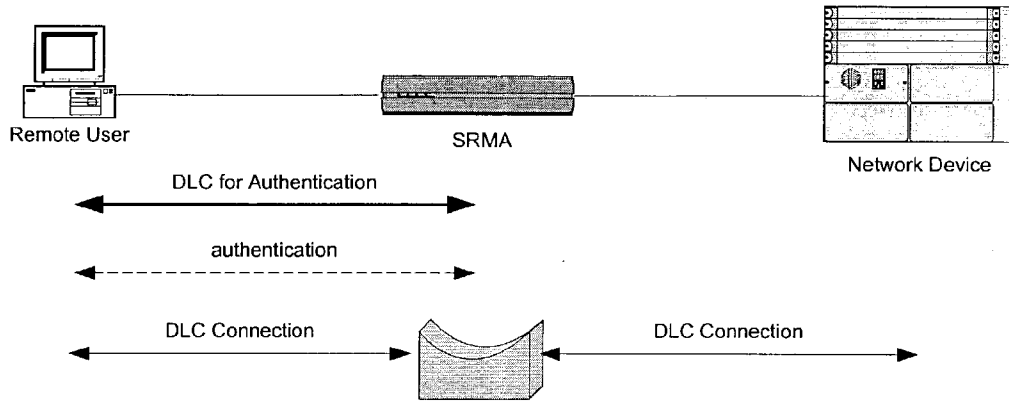 Remote User
SRMA
Network Device
DLC for Authentication
authentication
DLC Connection
DLC Connection